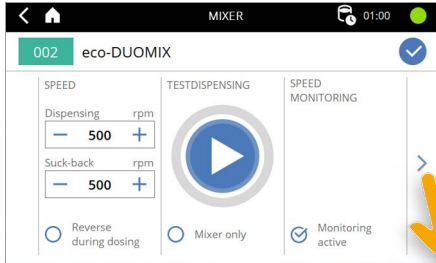 MIXER
01:00
002 eco-DUOMIX
SPEED
Dispensing rpm
− 500 +
Suck-back rpm
− 500 +
Reverse
during dosing
TESTDISPENSING
Mixer only
SPEED
MONITORING
Monitoring
active